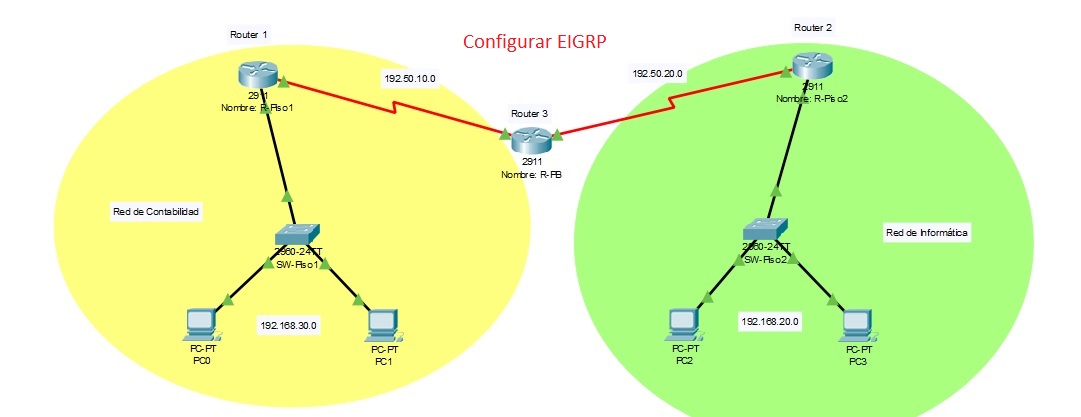 Configurar EIGRP
Router 1
2911
Nombre: R-Piso1
192.50.10.0
Router 3
2911
Nombre: R-PB
192.50.20.0
Router 2
2911
Nombre: R-Piso2
Red de Contabilidad
2960-24TT
SW-Piso1
192.168.30.0
PC-PT
PC0
PC-PT
PC1
Red de Informática
2960-24TT
SW-Piso2
192.168.20.0
PC-PT
PC2
PC-PT
PC3